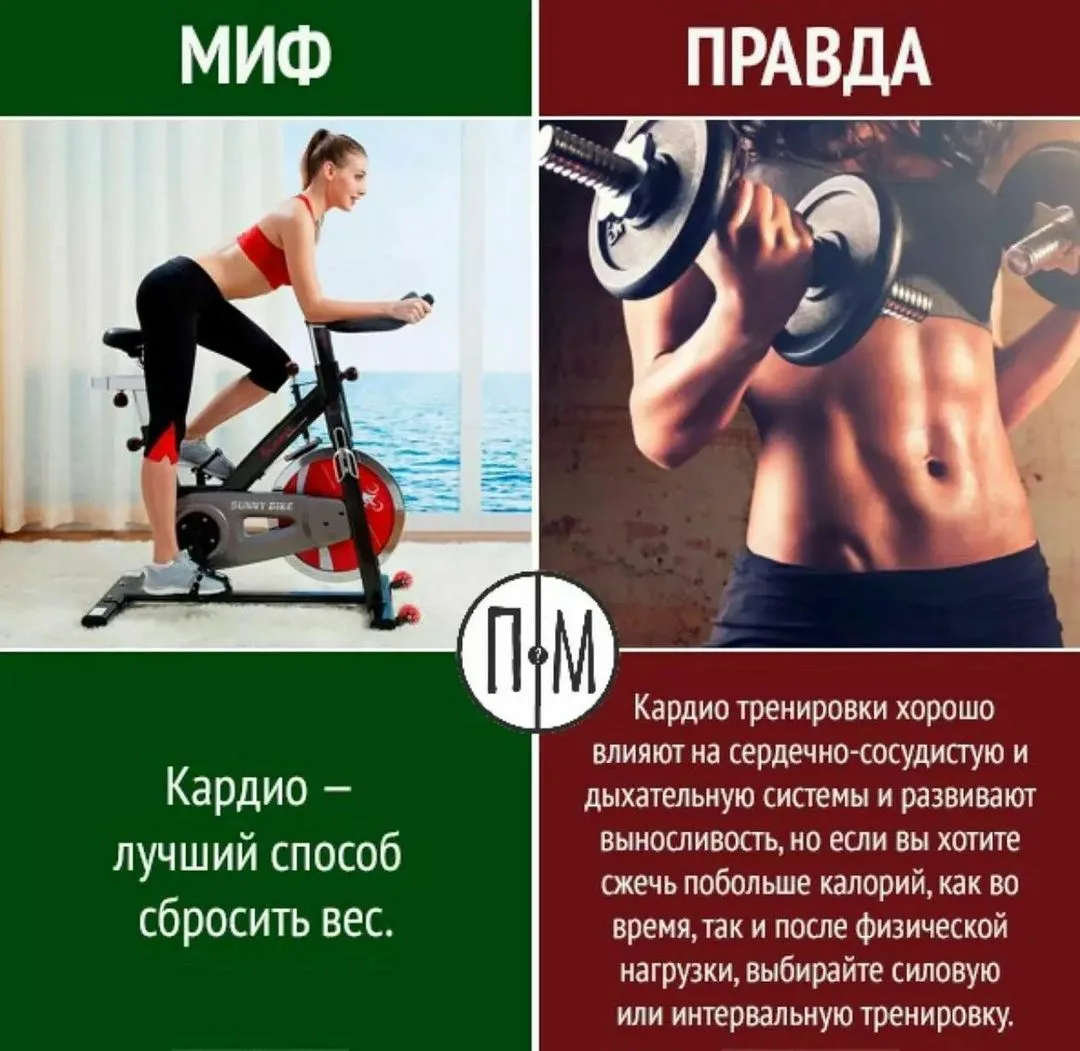 МИФ
ПРАВДА
SUNNY BIKE
П?М
Кардио –
лучший способ
сбросить вес.
Кардио тренировки хорошо
влияют на сердечно-сосудистую и
дыхательную системы и развивают
выносливость, но если вы хотите
сжечь побольше калорий, как во
время, так и после физической
нагрузки, выбирайте силовую
или интервальную тренировку.